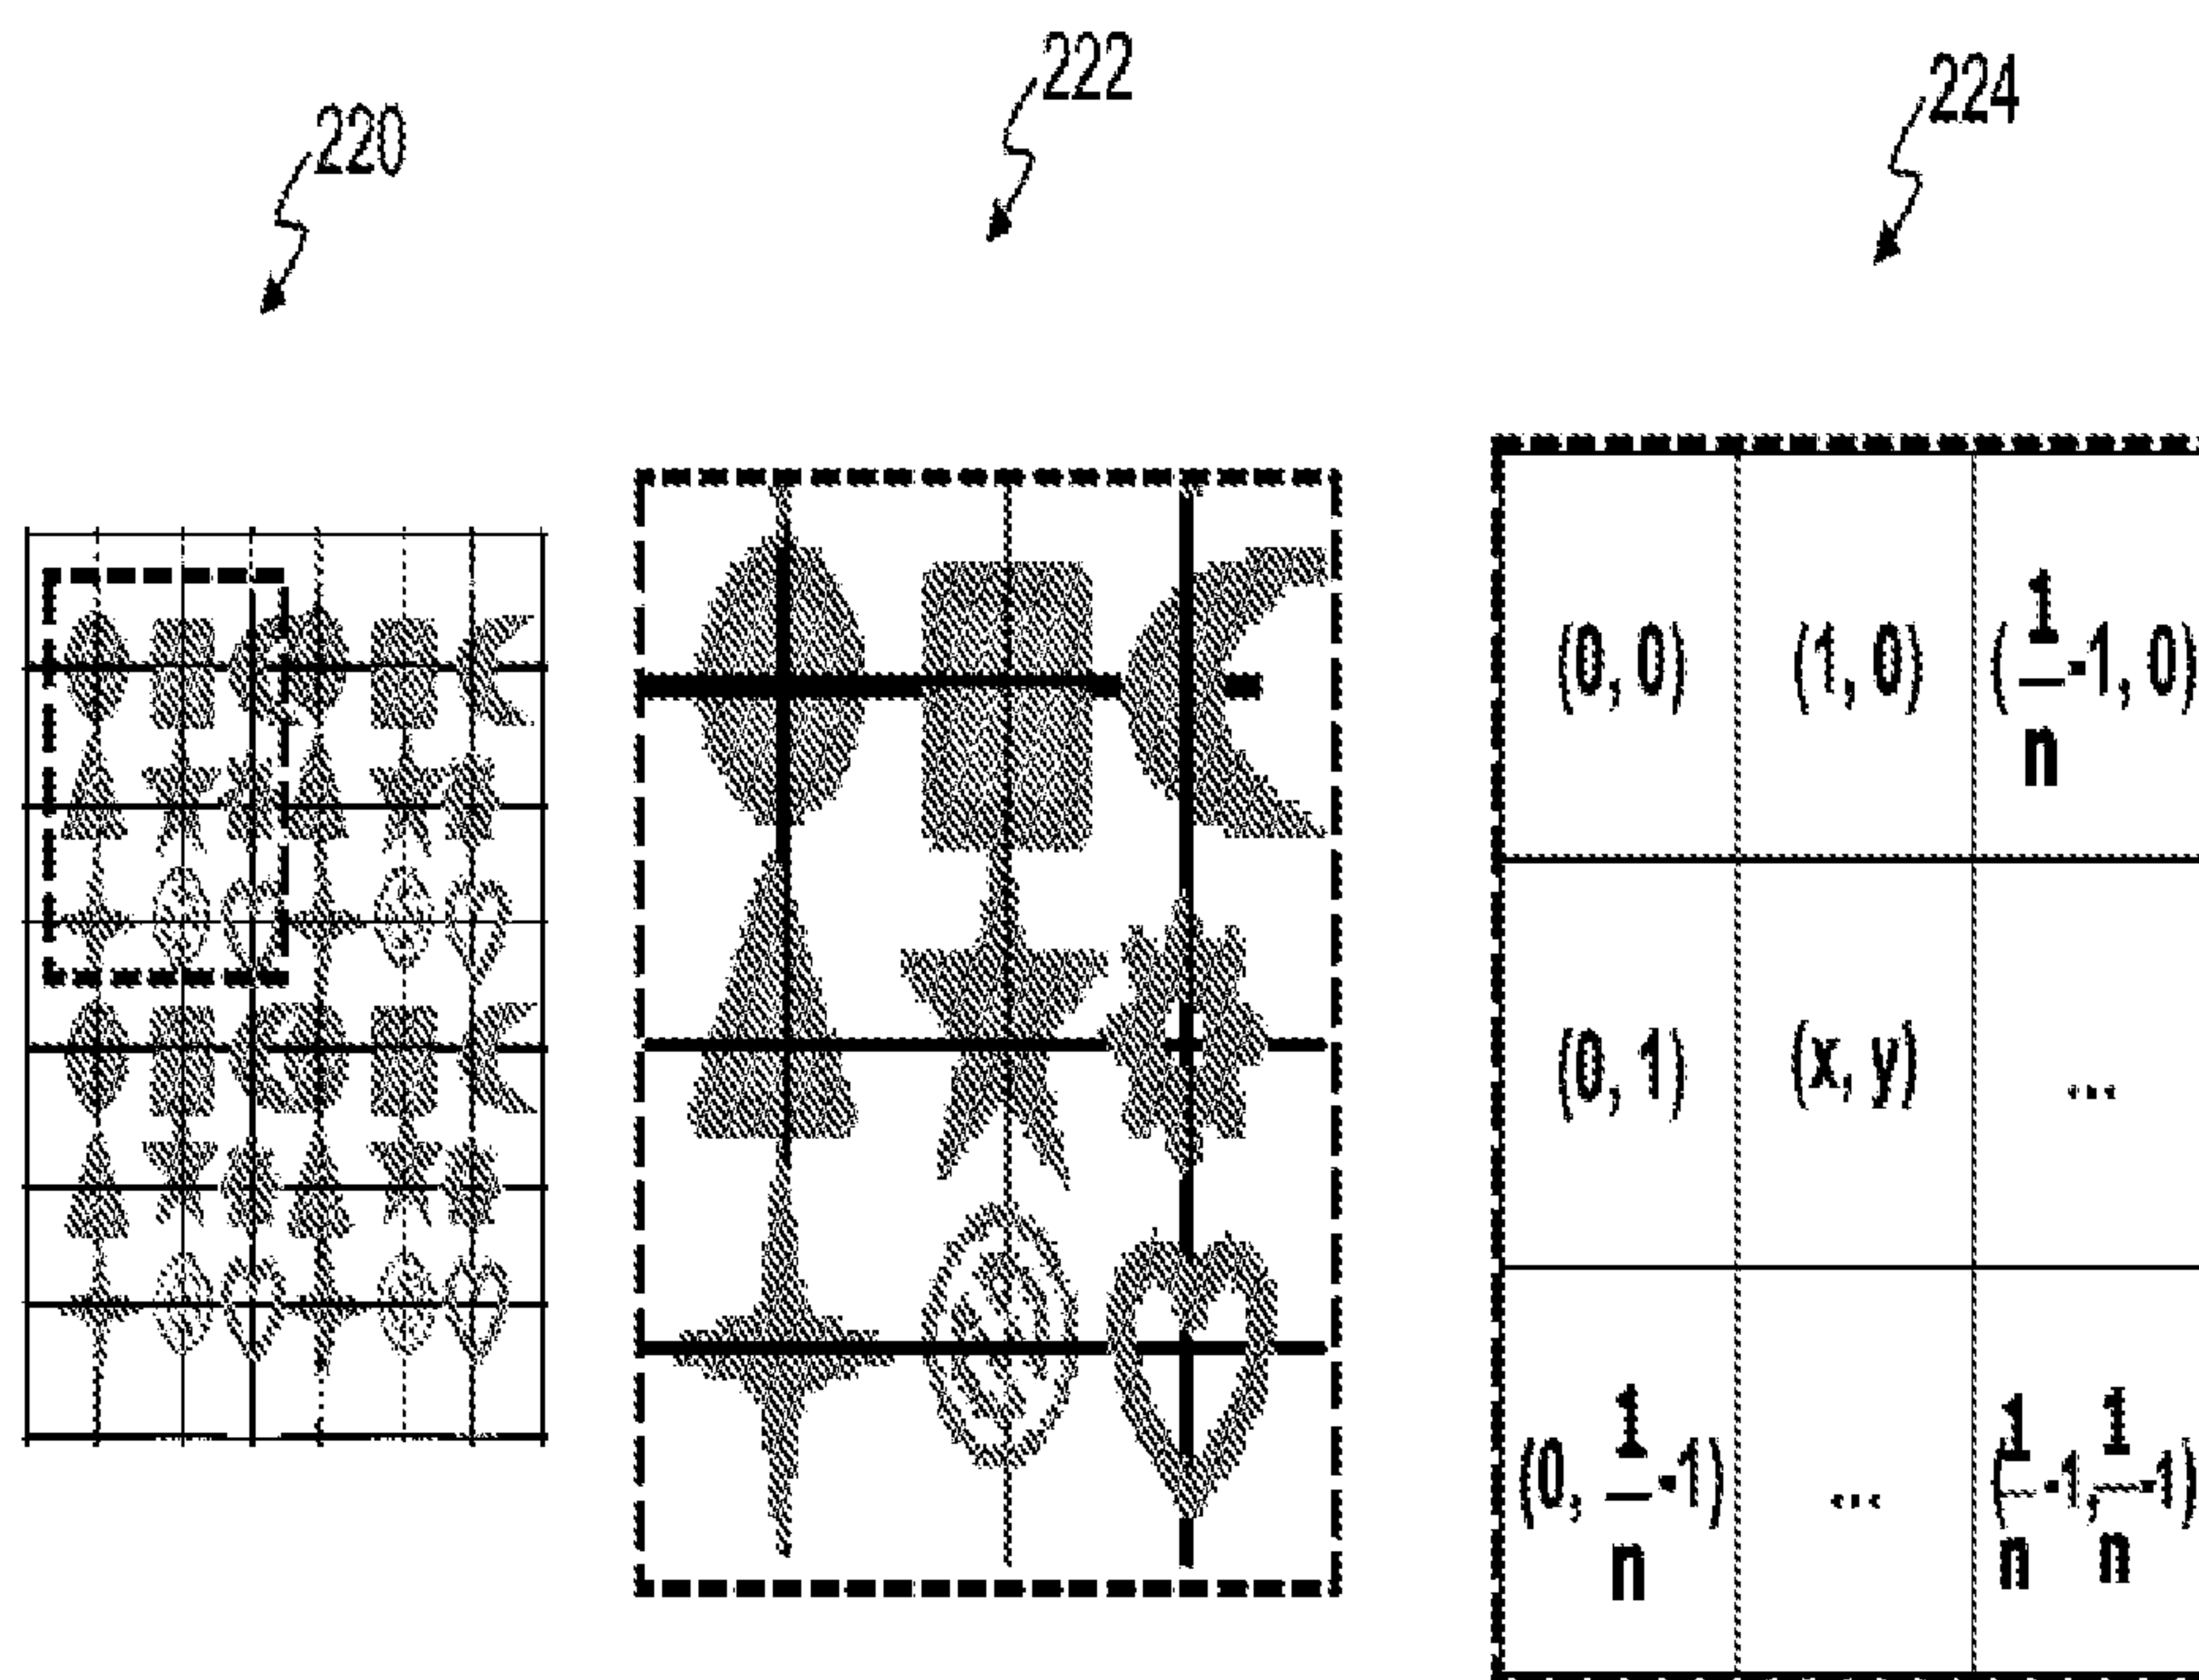 220
222
224
(0, 0)
(1, 0)
(1/n-1, 0)
(0, 1)
(x, y)
...
(0, 1/n-1)
...
(1/n-1, 1/n-1)